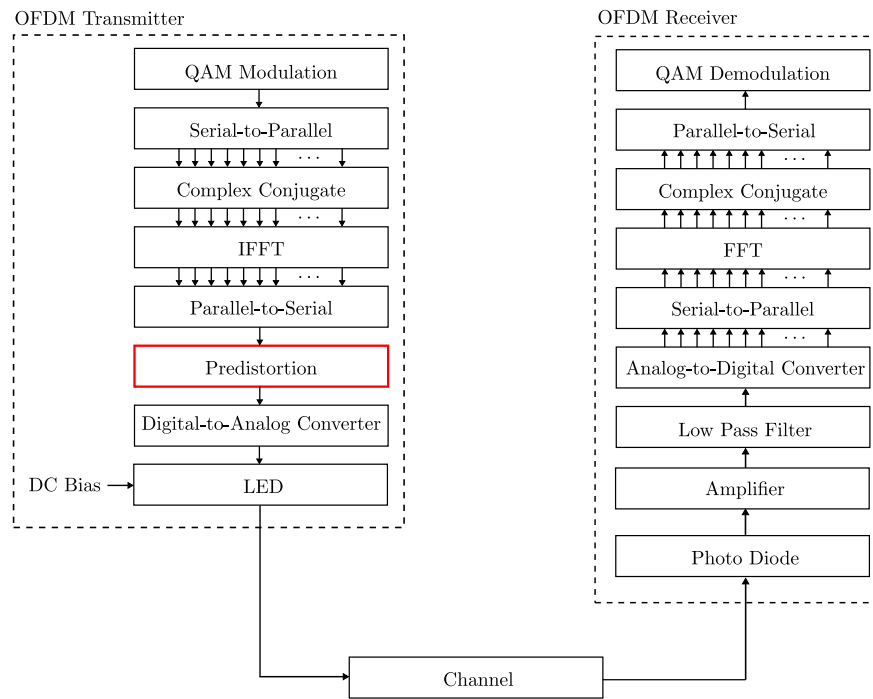 OFDM Transmitter
QAM Modulation
Serial-to-Parallel
...
Complex Conjugate
...
IFFT
...
Parallel-to-Serial
Predistortion
Digital-to-Analog Converter
DC Bias
LED
Channel
OFDM Receiver
QAM Demodulation
Parallel-to-Serial
...
Complex Conjugate
...
FFT
...
Serial-to-Parallel
...
Analog-to-Digital Converter
Low Pass Filter
Amplifier
Photo Diode